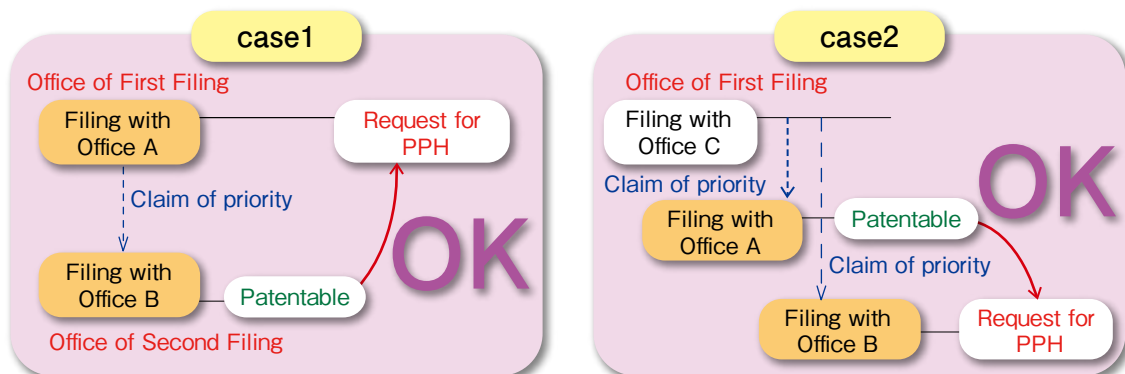 case1
Office of First Filing
Filing with
Office A
Request for
PPH
Claim of priority
OK
Filing with
Office B
Patentable
Office of Second Filing
case2
Office of First Filing
Filing with
Office C
OK
Claim of priority
Filing with
Office A
Patentable
Claim of priority
Filing with
Office B
Request for
PPH